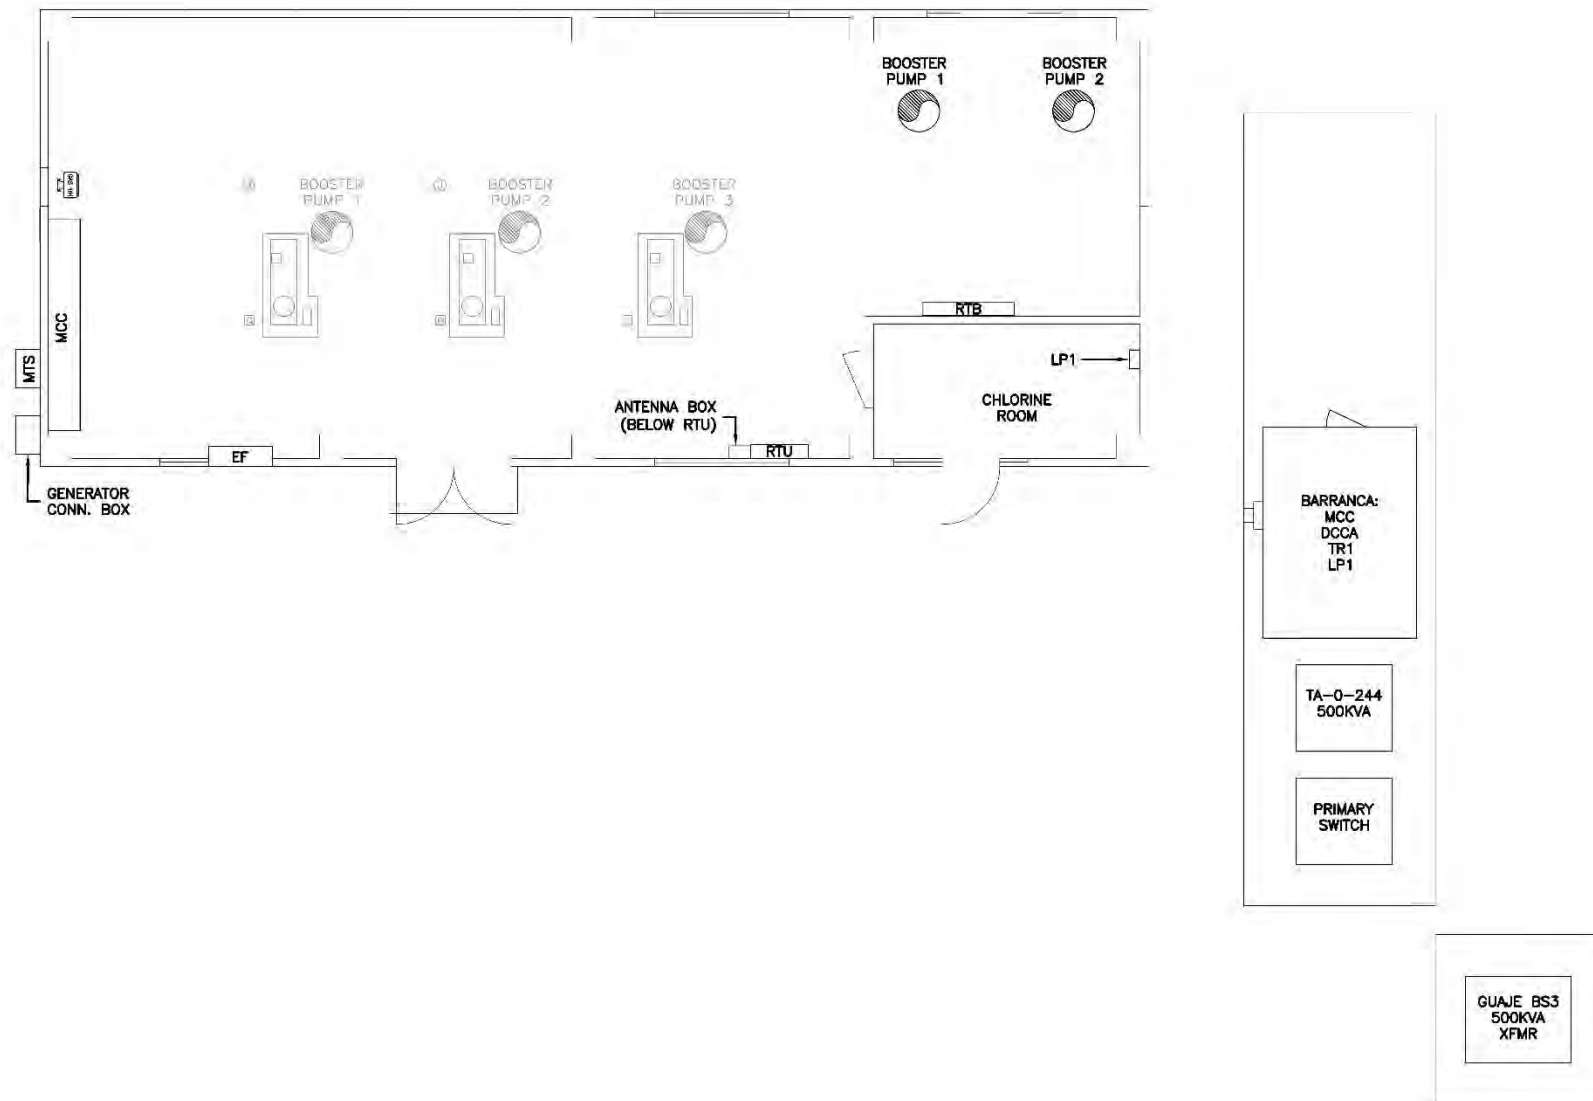 BOOSTER
PUMP 1
BOOSTER
PUMP 2
BOOSTER
PUMP 1
BOOSTER
PUMP 2
BOOSTER
PUMP 3
MCC
MTS
RTB
LP1
CHLORINE
ROOM
ANTENNA BOX
(BELOW RTU)
RTU
EF
GENERATOR
CONN. BOX
BARRANCA:
MCC
DCCA
TR1
LP1
TA-0-244
500KVA
PRIMARY
SWITCH
GUAJE BS3
500KVA
XFMR